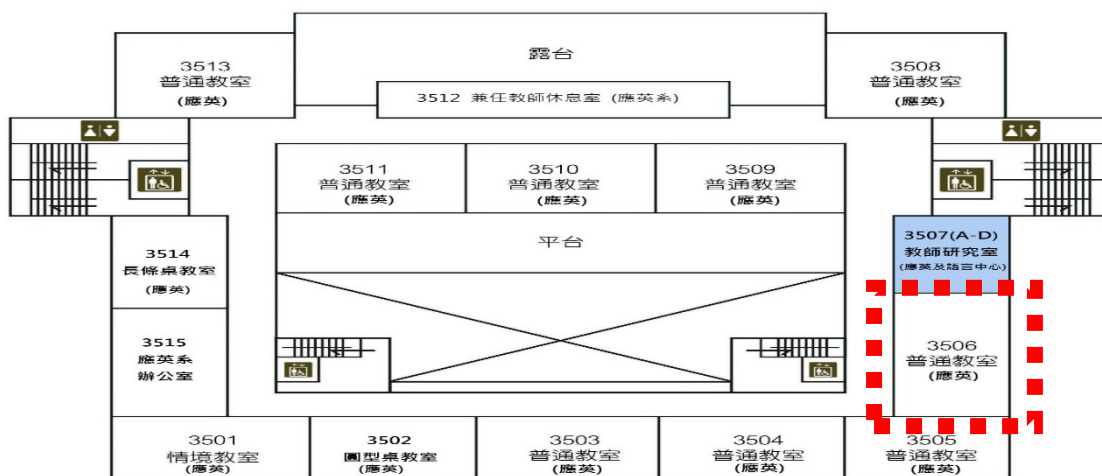 露台
3513
普通教室
(應英)
3508
普通教室
(應英)
3512 兼任教師休息室 (應英系)
3511
普通教室
(應英)
3510
普通教室
(應英)
3509
普通教室
(應英)
平台
3507(A-D)
教師研究室
(應英及語言中心)
3514
長條桌教室
(應英)
3515
應英系
辦公室
3506
普通教室
(應英)
3501
情境教室
(應英)
3502
圓型桌教室
(應英)
3503
普通教室
(應英)
3504
普通教室
(應英)
3505
普通教室
(應英)